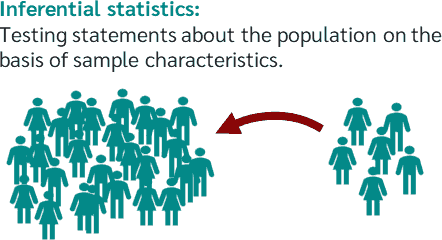 Inferential statistics:
Testing statements about the population on the
basis of sample characteristics.